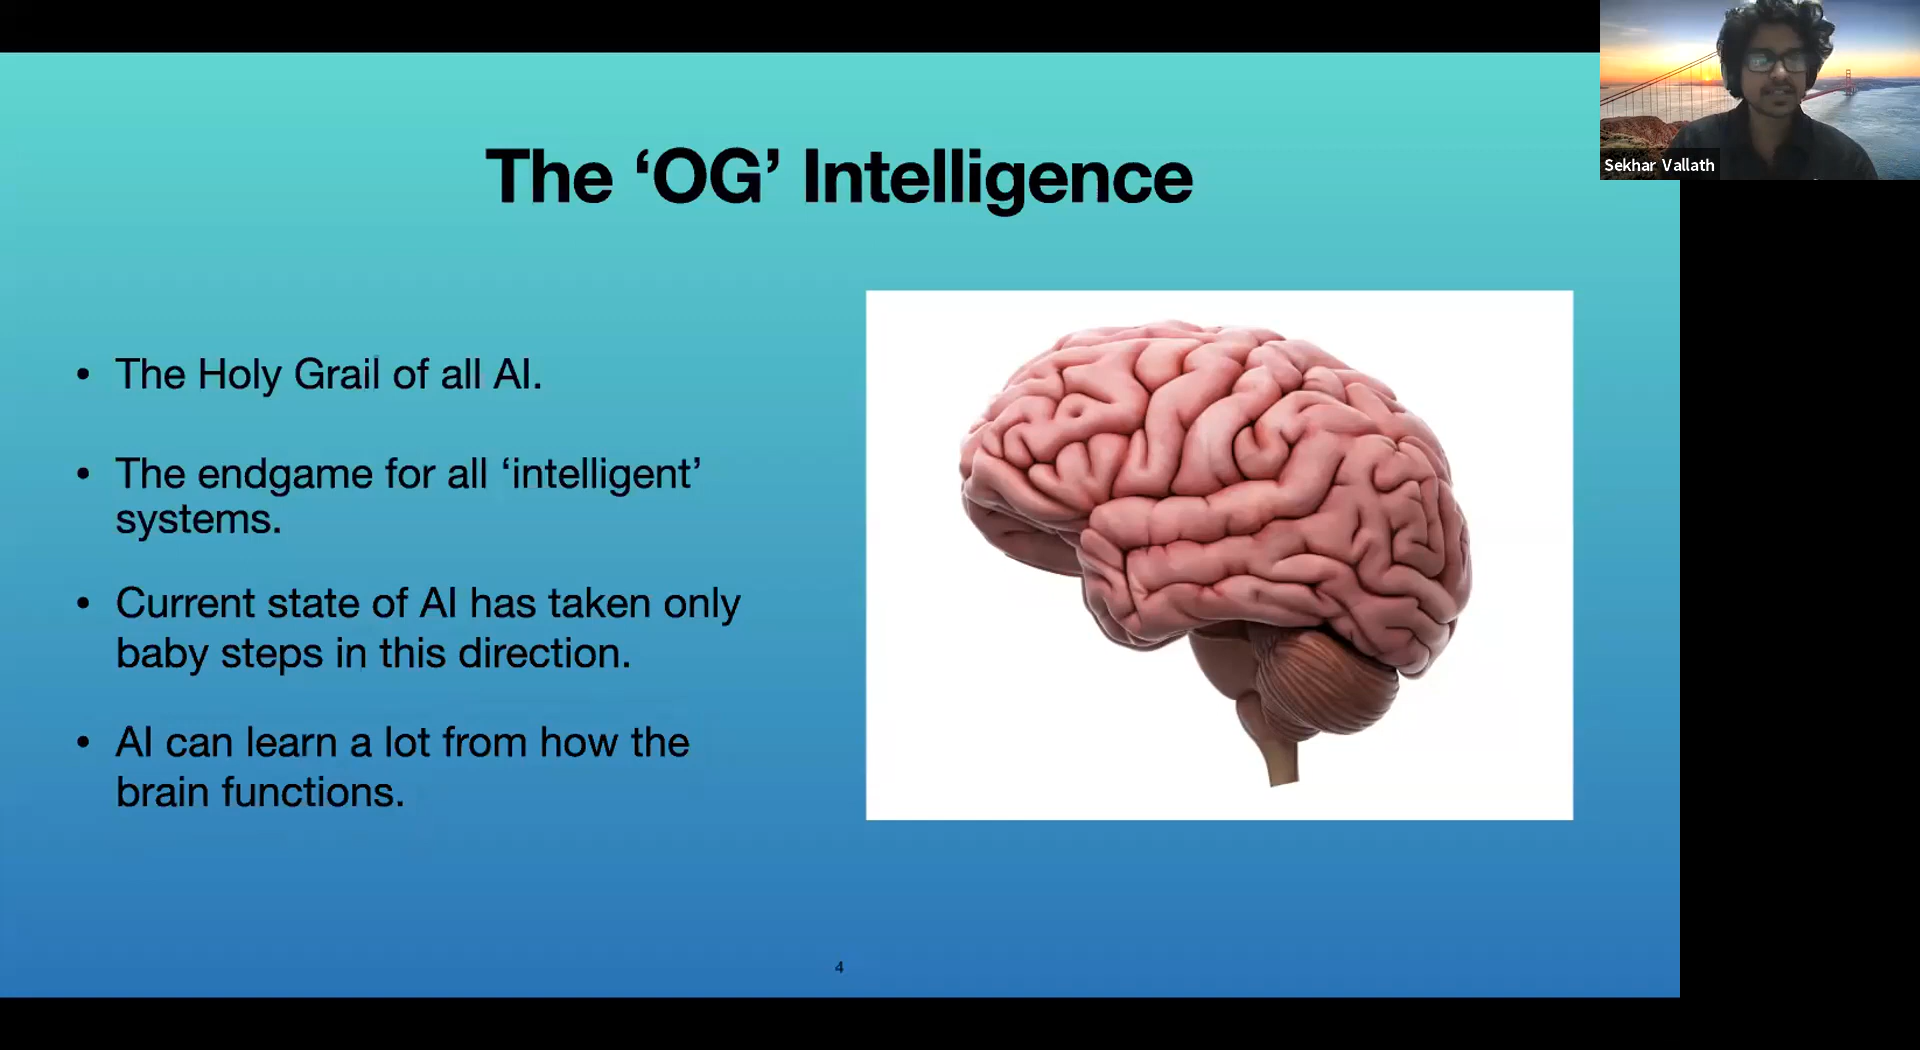 The ‘OG’ Intelligence
• The Holy Grail of all AI.
• The endgame for all ‘intelligent’
systems.
• Current state of AI has taken only
baby steps in this direction.
• AI can learn a lot from how the
brain functions.
4
Sekhar Vallath